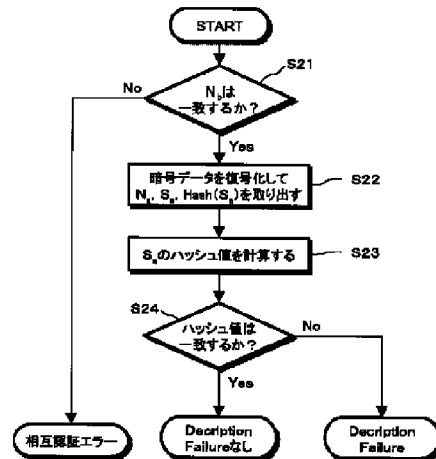 START
S21
No
N_bは
一致するか?
Yes
暗号データを復号化して
N_a, S_a, Hash(S_a)を取り出す
S22
S_aのハッシュ値を計算する
S23
S24
ハッシュ値は
一致するか?
No
Yes
相互認証エラー
Decription
Failureなし
Decription
Failure